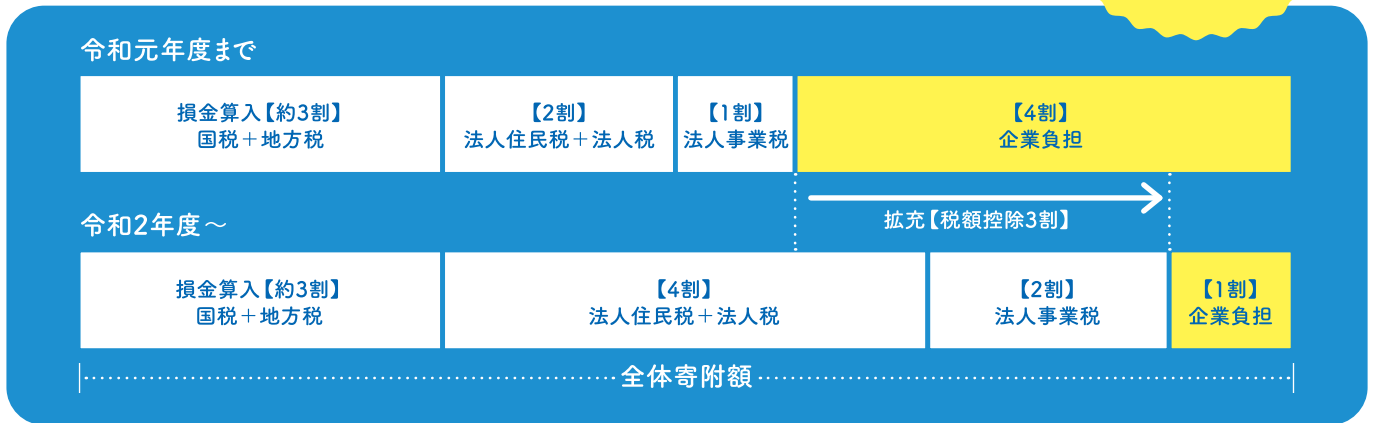 令和元年度まで
損金算入【約3割】
国税＋地方税
【2割】
法人住民税＋法人税
【1割】
法人事業税
【4割】
企業負担
拡充【税額控除3割】
令和2年度～
損金算入【約3割】
国税＋地方税
【4割】
法人住民税＋法人税
【2割】
法人事業税
【1割】
企業負担
全体寄附額